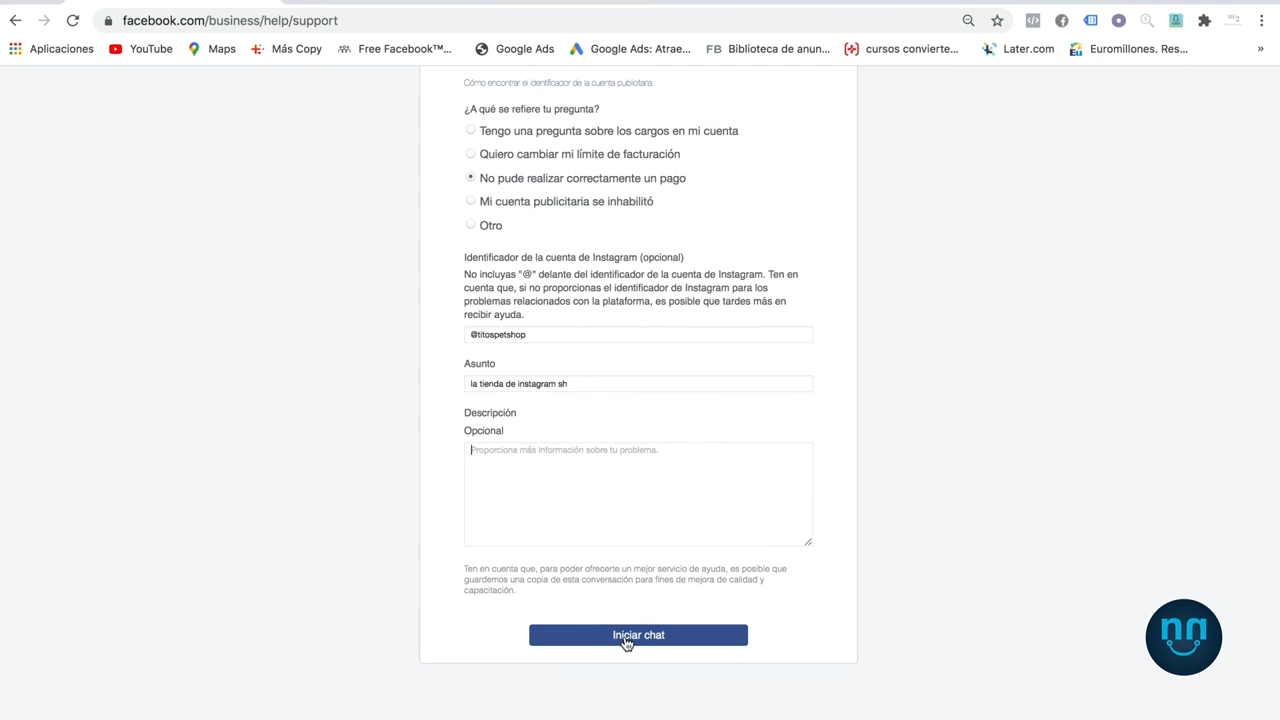 facebook.com/business/help/support
Aplicaciones
YouTube
Maps
Más Copy
Free Facebook™...
Google Ads
Google Ads: Atrae...
FB Biblioteca de anun...
cursos convierte...
Later.com
Euromillones. Res...
»
Cómo encontrar el identificador de la cuenta publicitaria
¿A qué se refiere tu pregunta?
Tengo una pregunta sobre los cargos en mi cuenta
Quiero cambiar mi límite de facturación
No pude realizar correctamente un pago
Mi cuenta publicitaria se inhabilitó
Otro
Identificador de la cuenta de Instagram (opcional)
No incluyas "@" delante del identificador de la cuenta de Instagram. Ten en
cuenta que, si no proporcionas el identificador de Instagram para los
problemas relacionados con la plataforma, es posible que tardes más en
recibir ayuda.
@titospetshop
Asunto
la tienda de instagram sh
Descripción
Opcional
Proporciona más información sobre tu problema.
Ten en cuenta que, para poder ofrecerte un mejor servicio de ayuda, es posible que
guardemos una copia de esta conversación para fines de mejora de calidad y
capacitación.
Iniciar chat
nn